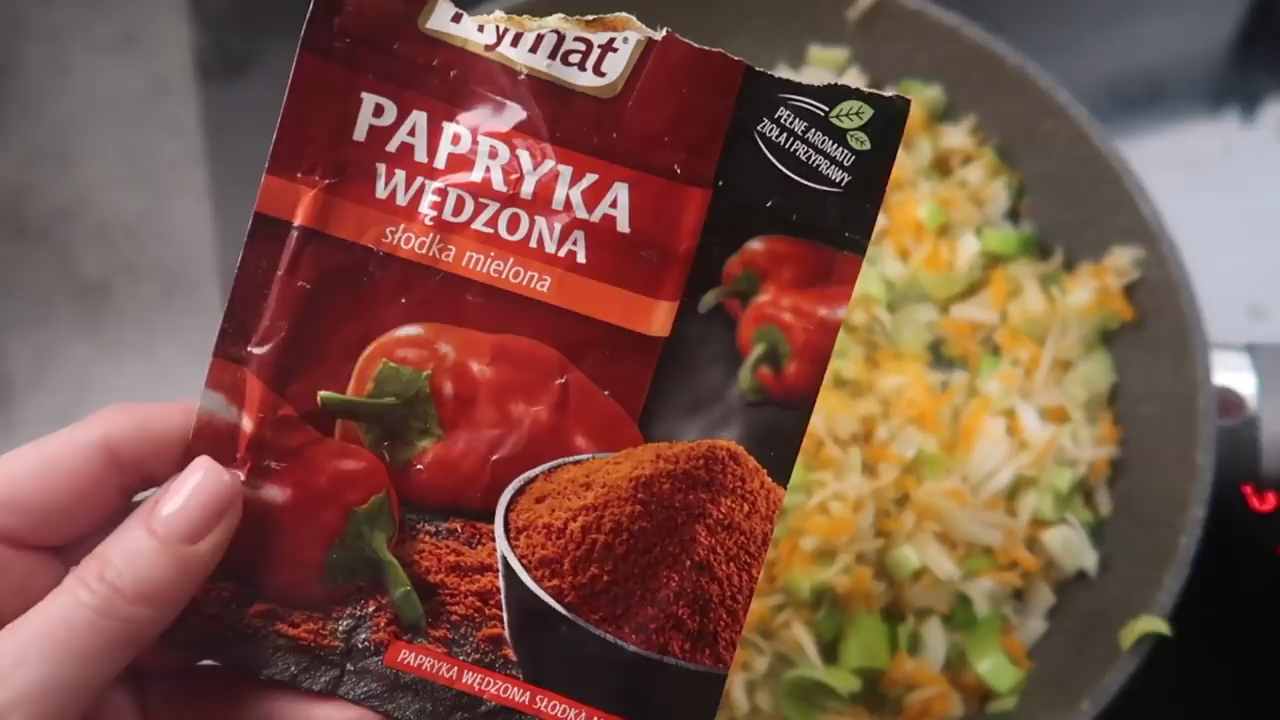 PAPRYKA
WĘDZONA
słodka mielona
PEŁNE AROMATU
ZIOŁA I PRZYPRAWY
PAPRYKA WĘDZONA SŁODKA